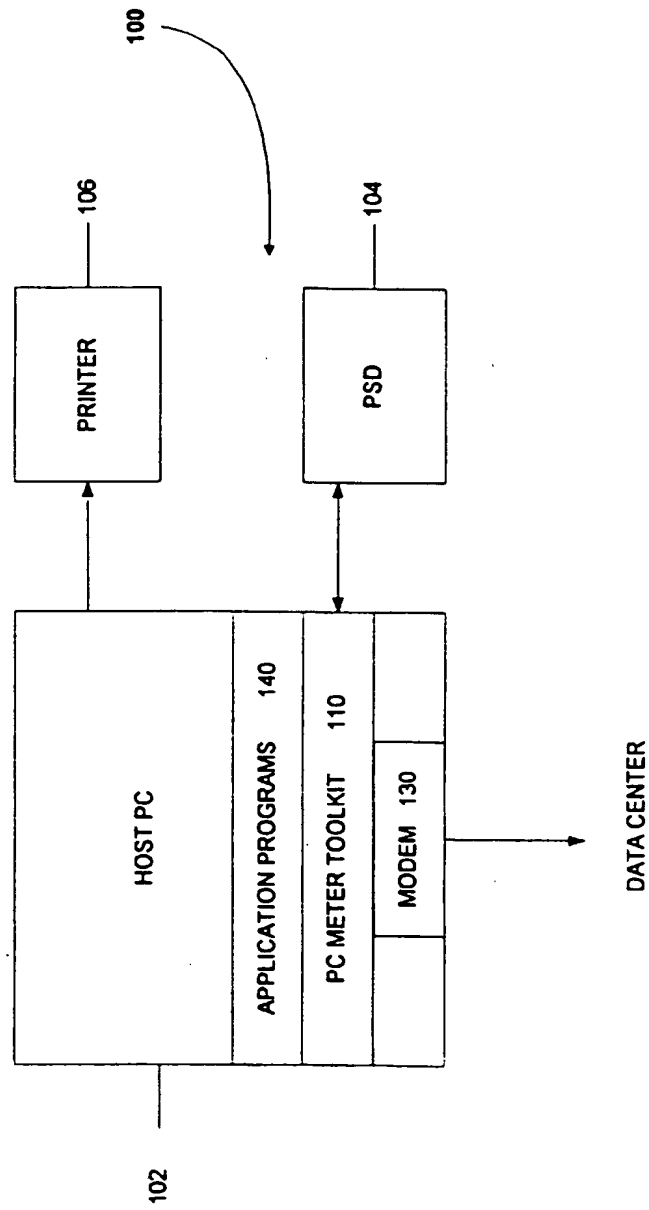 102
HOST PC
APPLICATION PROGRAMS 140
PC METER TOOLKIT 110
MODEM 130
DATA CENTER
PRINTER
106
PSD
104
100